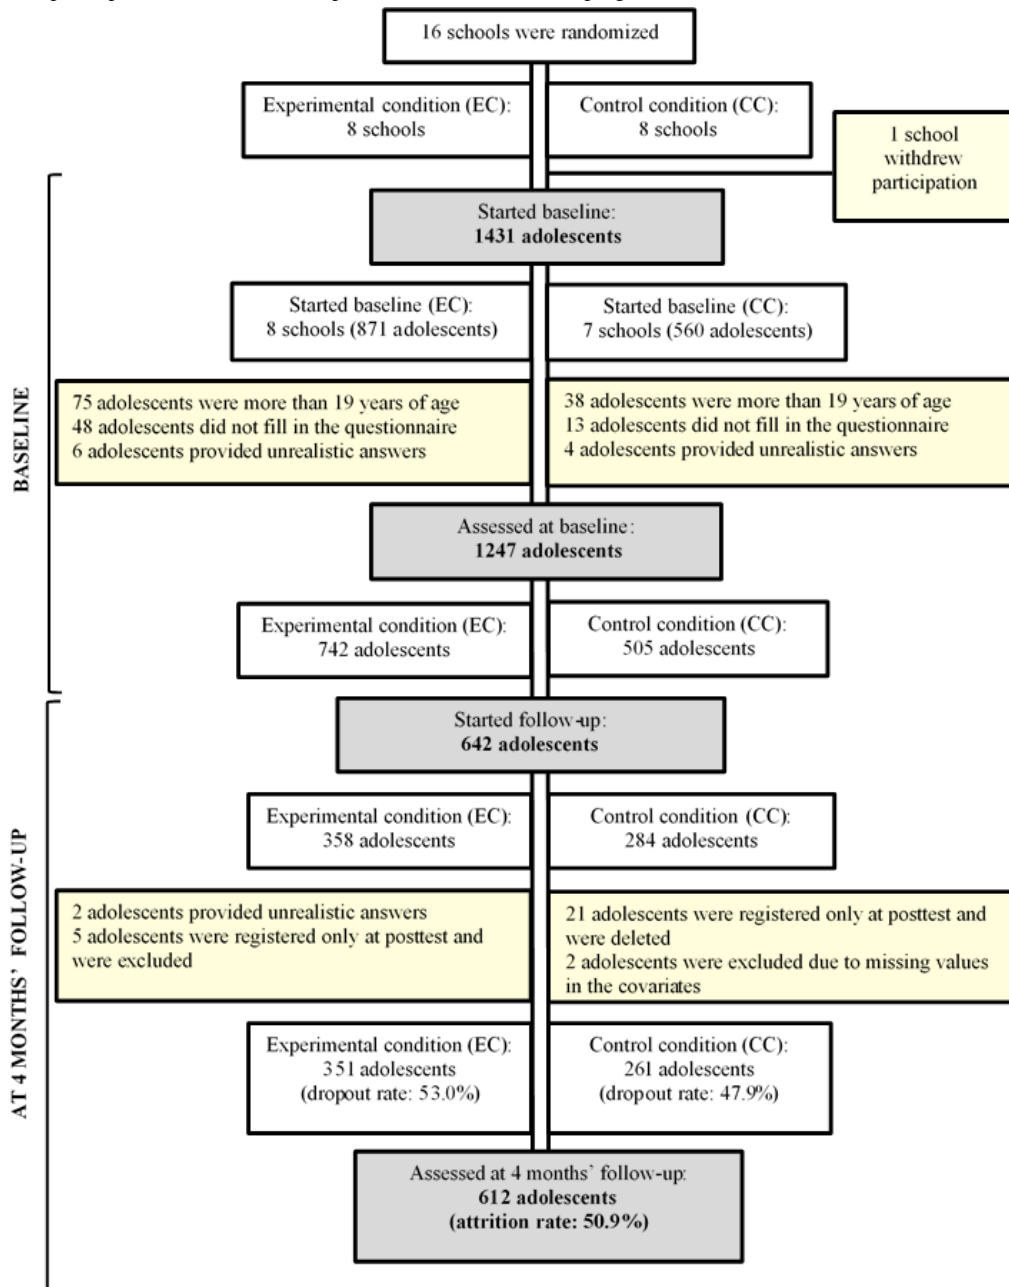 16 schools were randomized
Experimental condition (EC):
8 schools
Control condition (CC):
8 schools
1 school
withdrew
participation
BASELINE
Started baseline:
1431 adolescents
Started baseline (EC):
8 schools (871 adolescents)
Started baseline (CC):
7 schools (560 adolescents)
75 adolescents were more than 19 years of age
48 adolescents did not fill in the questionnaire
6 adolescents provided unrealistic answers
38 adolescents were more than 19 years of age
13 adolescents did not fill in the questionnaire
4 adolescents provided unrealistic answers
Assessed at baseline:
1247 adolescents
Experimental condition (EC):
742 adolescents
Control condition (CC):
505 adolescents
AT 4 MONTHS' FOLLOW-UP
Started follow-up:
642 adolescents
Experimental condition (EC):
358 adolescents
Control condition (CC):
284 adolescents
2 adolescents provided unrealistic answers
5 adolescents were registered only at posttest and
were excluded
21 adolescents were registered only at posttest and
were deleted
2 adolescents were excluded due to missing values
in the covariates
Experimental condition (EC):
351 adolescents
(dropout rate: 53.0%)
Control condition (CC):
261 adolescents
(dropout rate: 47.9%)
Assessed at 4 months' follow-up:
612 adolescents
(attrition rate: 50.9%)